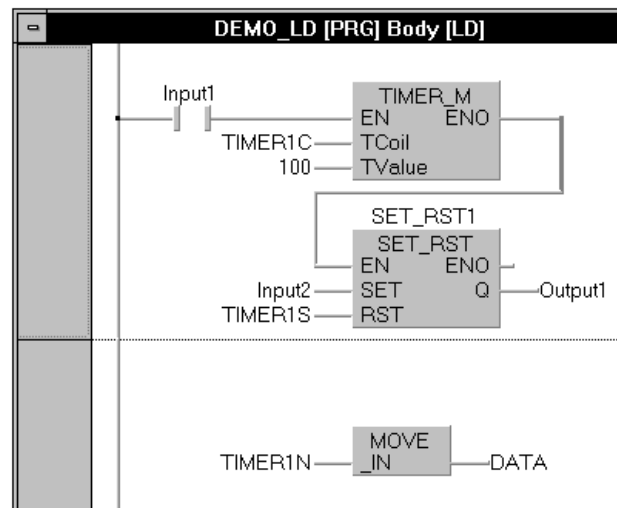 DEMO_LD [PRG] Body [LD]
Input1
TIMER_M
EN ENO
TIMER1C TCoil
100 TValue
SET_RST1
SET_RST
EN ENO
Input2 SET Q Output1
TIMER1S RST
MOVE
TIMER1N _IN DATA